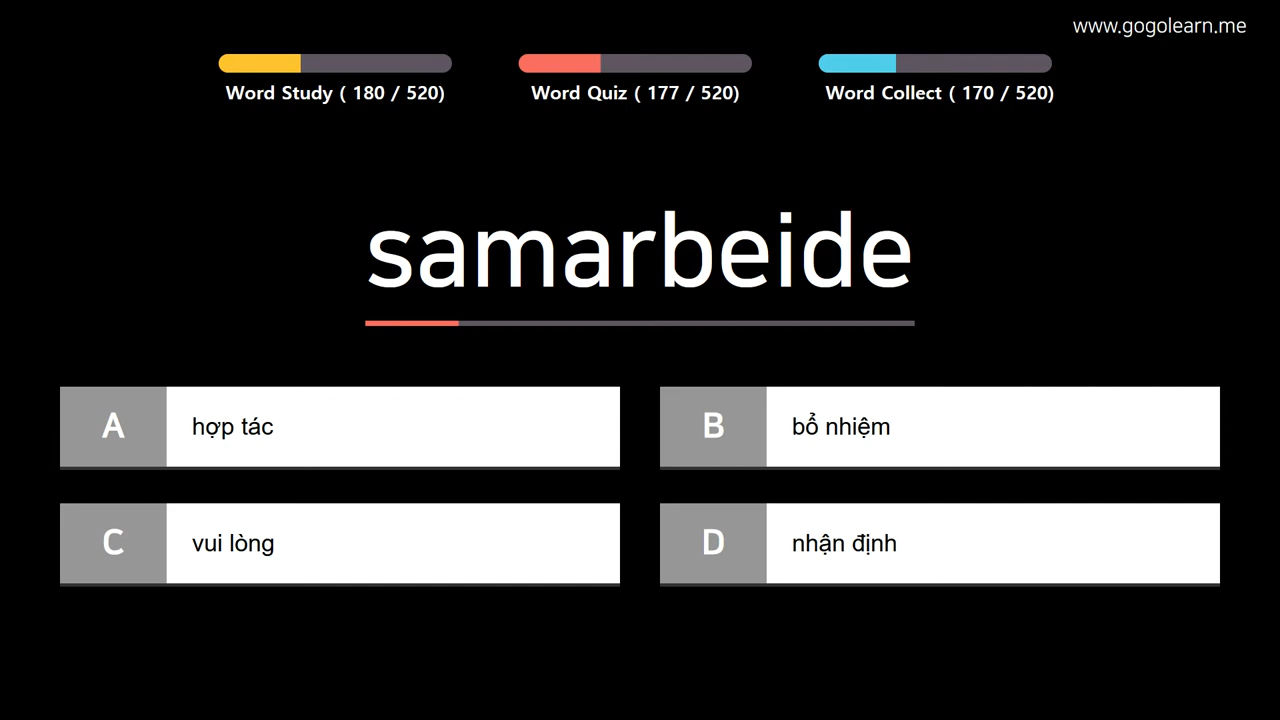 www.gogolearn.me
Word Study ( 180 / 520)
Word Quiz ( 177 / 520)
Word Collect ( 170 / 520)
samarbeide
A hợp tác
B bổ nhiệm
C vui lòng
D nhận định